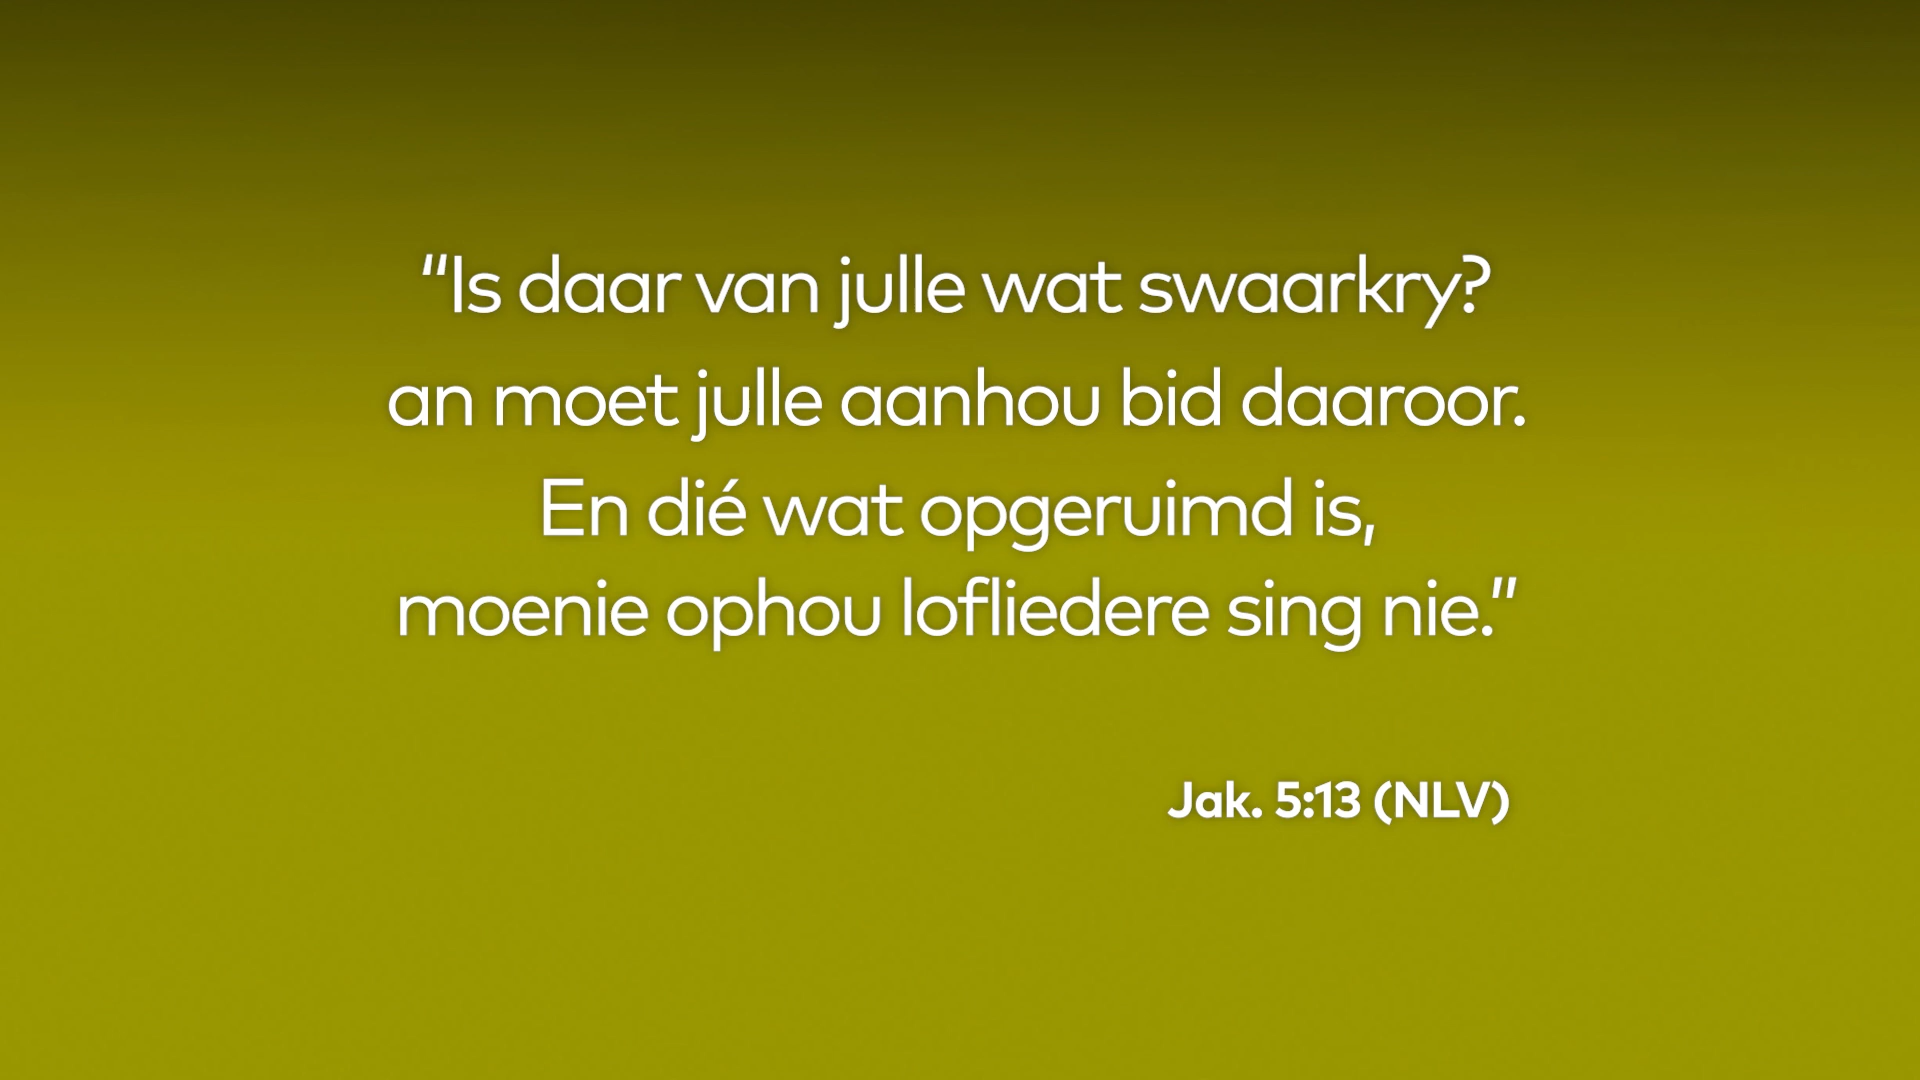 “Is daar van julle wat swaarkry?
an moet julle aanhou bid daaroor.
En dié wat opgeruimd is,
moenie ophou lofliedere sing nie.”
Jak. 5:13 (NLV)